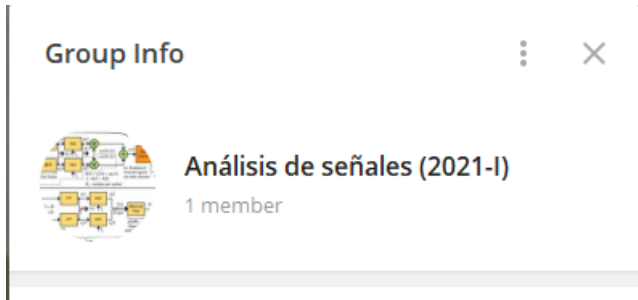 Group Info
Análisis de señales (2021-I)
1 member